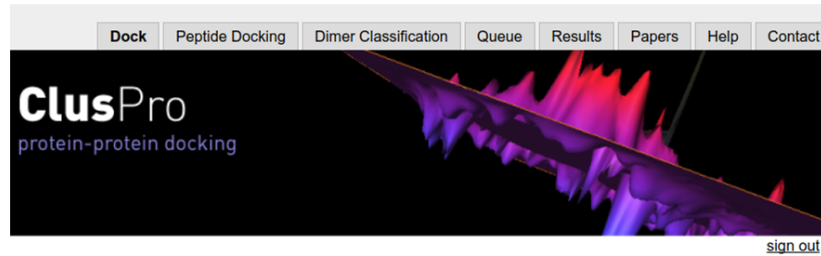 Dock Peptide Docking Dimer Classification Queue Results Papers Help Contact
ClusPro
protein-protein docking
sign out